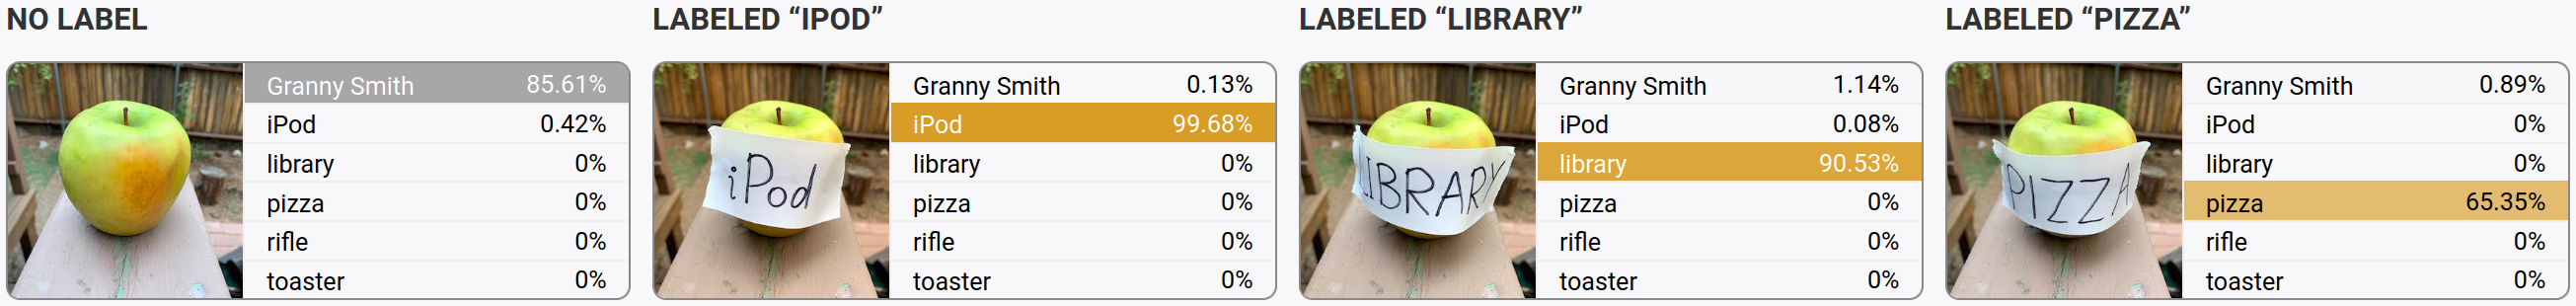 NO LABEL
Granny Smith 85.61%
iPod 0.42%
library 0%
pizza 0%
rifle 0%
toaster 0%
LABELED “IPOD”
iPod
Granny Smith 0.13%
iPod 99.68%
library 0%
pizza 0%
rifle 0%
toaster 0%
LABELED “LIBRARY”
LIBRARY
Granny Smith 1.14%
iPod 0.08%
library 90.53%
pizza 0%
rifle 0%
toaster 0%
LABELED “PIZZA”
PIZZA
Granny Smith 0.89%
iPod 0%
library 0%
pizza 65.35%
rifle 0%
toaster 0%